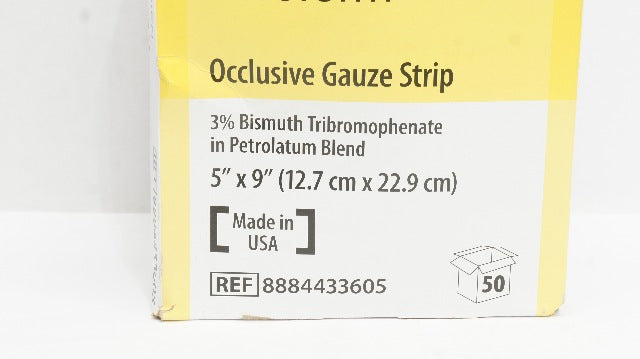 Occlusive Gauze Strip
3% Bismuth Tribromophenate
in Petrolatum Blend
5" x 9" (12.7 cm x 22.9 cm)
Made in
USA
REF 8884433605
50